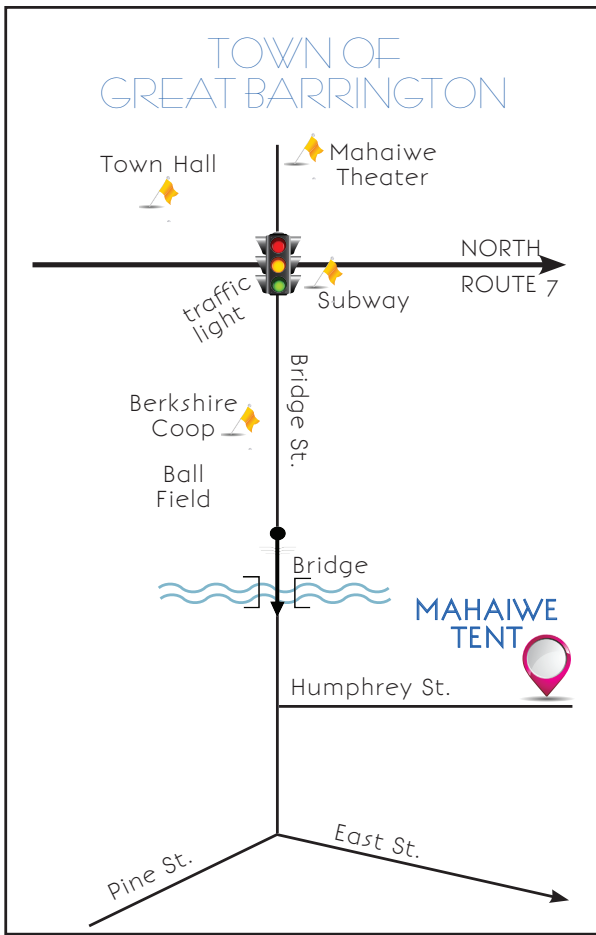 TOWN OF
GREAT BARRINGTON
Mahaiwe
Theater
Town Hall
NORTH
ROUTE 7
traffic
light
Subway
Bridge St.
Berkshire
Coop
Ball
Field
Bridge
MAHAIWE
TENT
Humphrey St.
East St.
Pine St.